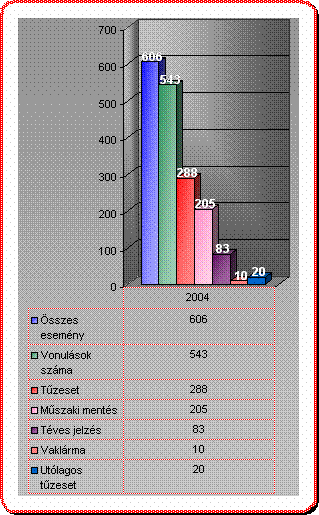 700
600
500
400
300
200
100
0
606
543
288
205
83
10
20
2004
Összes esemény 606
Vonulások száma 543
Tűzeset 288
Műszaki mentés 205
Téves jelzés 83
Vaklárma 10
Utólagos tűzeset 20